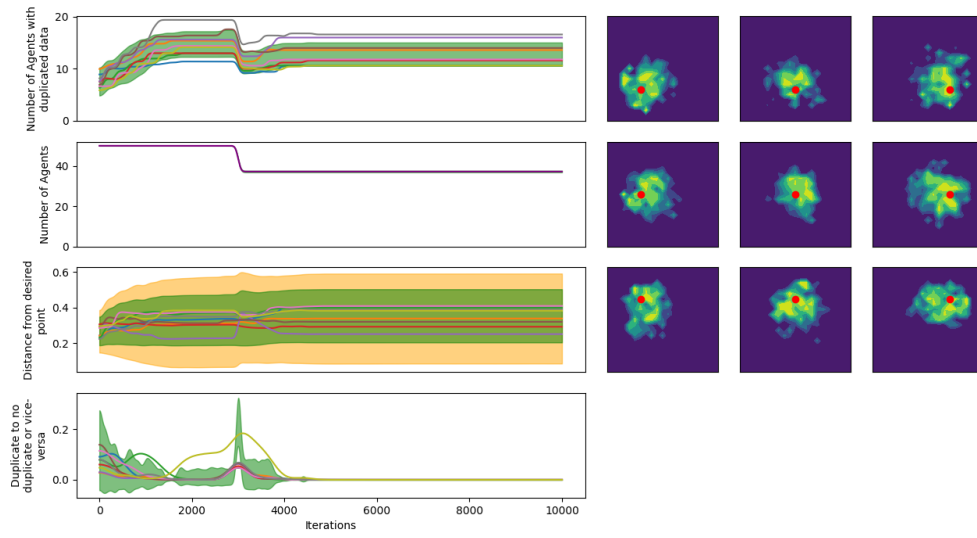 Number of Agents with
duplicated data
20
10
0
Number of Agents
40
20
0
Distance from desired
point
0.6
0.4
0.2
Duplicate to no
duplicate or vice-
versa
0.2
0.0
0
2000
4000
6000
8000
10000
Iterations